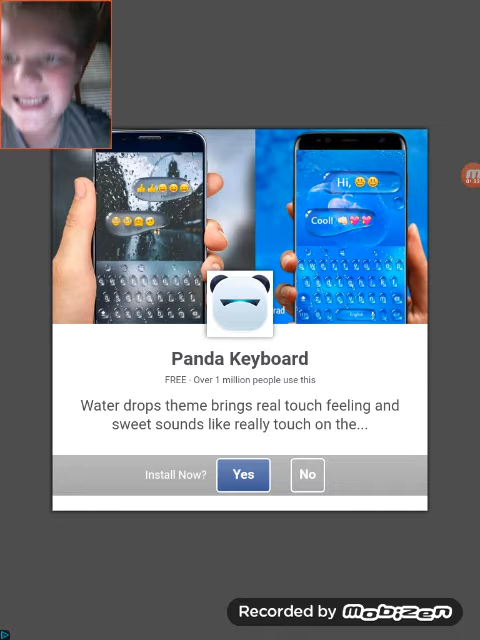 Hi, 😃😃
Cool! 👊🏻💖💖
Panda Keyboard
FREE · Over 1 million people use this
Water drops theme brings real touch feeling and
sweet sounds like really touch on the...
Install Now? Yes No
Recorded by mobizen